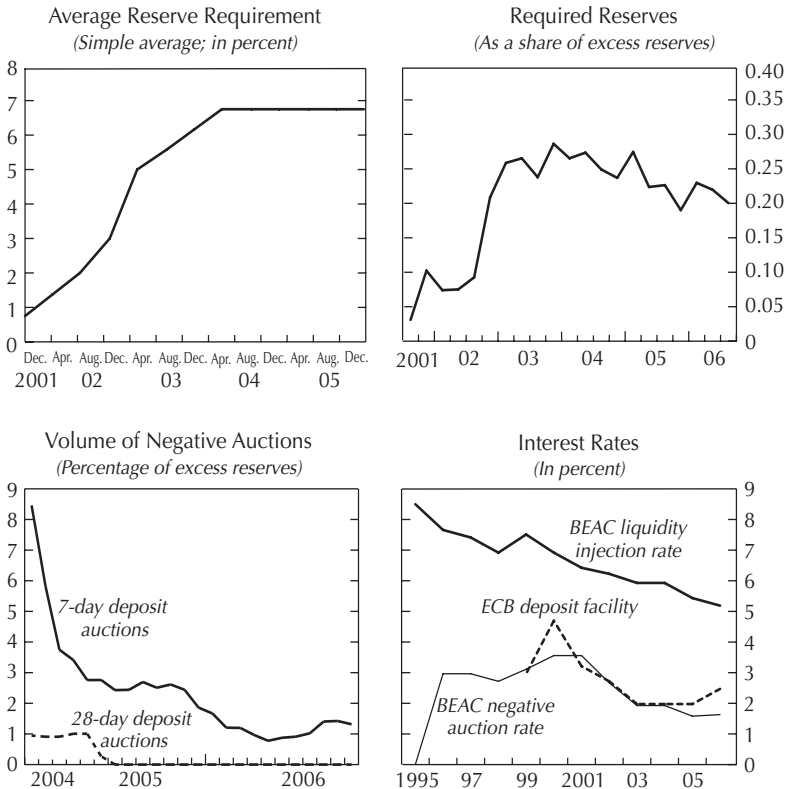 Average Reserve Requirement
(Simple average; in percent)
8
7
6
5
4
3
2
1
0
Dec. Apr. Aug. Dec. Apr. Aug. Dec. Apr. Aug. Dec. Apr. Aug. Dec.
2001 02 03 04 05
Required Reserves
(As a share of excess reserves)
0.40
0.35
0.30
0.25
0.20
0.15
0.10
0.05
0
2001 02 03 04 05 06
Volume of Negative Auctions
(Percentage of excess reserves)
9
8
7
6
5
4
3
2
1
0
7-day deposit
auctions
28-day deposit
auctions
2004 2005 2006
Interest Rates
(In percent)
9
8
7
6
5
4
3
2
1
0
BEAC liquidity
injection rate
ECB deposit facility
BEAC negative
auction rate
1995 97 99 2001 03 05